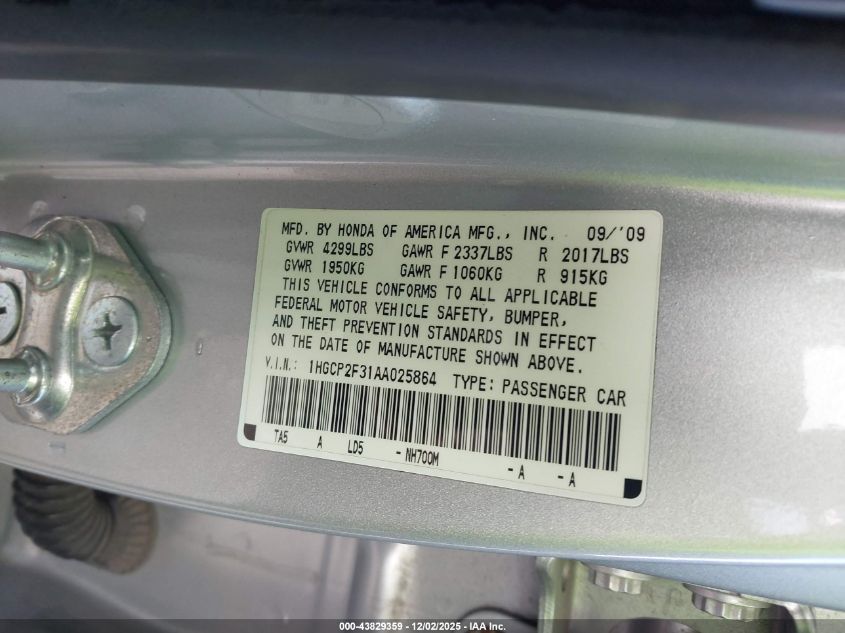 MFD. BY HONDA OF AMERICA MFG., INC. 09/'09
GVWR 4299LBS GAWR F 2337LBS R 2017LBS
GVWR 1950KG GAWR F 1060KG R 915KG
THIS VEHICLE CONFORMS TO ALL APPLICABLE
FEDERAL MOTOR VEHICLE SAFETY, BUMPER,
AND THEFT PREVENTION STANDARDS IN EFFECT
ON THE DATE OF MANUFACTURE SHOWN ABOVE.
V.I.N.: 1HGCP2F31AA025864 TYPE: PASSENGER CAR
TA5 A LD5 - NH700M - A - A
000-43829359 - 12/02/2025 - IAA Inc.